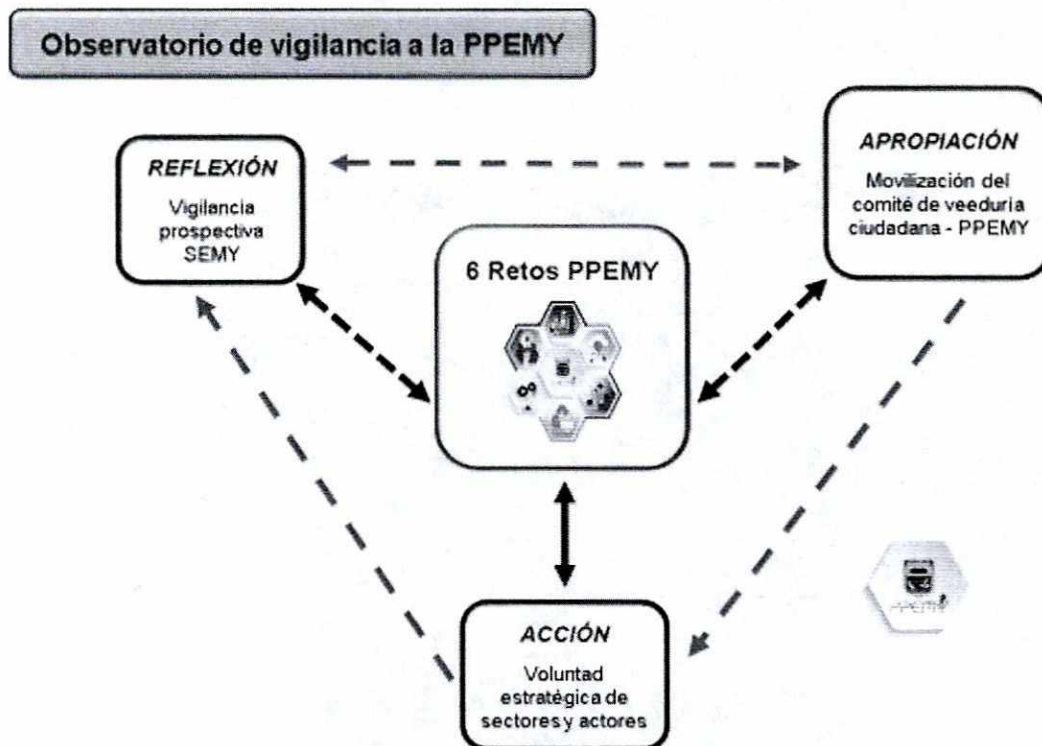 Observatorio de vigilancia a la PPEMY
REFLEXIÓN
Vigilancia
prospectiva
SEMY
APROPIACIÓN
Movilización del
comité de veeduría
ciudadana - PPEMY
6 Retos PPEMY
ACCIÓN
Voluntad
estratégica de
sectores y actores
PPEMY